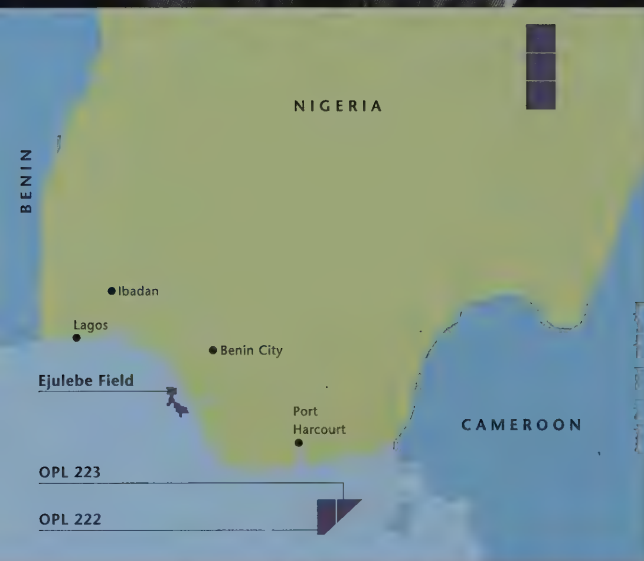 NIGERIA
BENIN
Ibadan
Lagos
Benin City
Ejulebe Field
Port
Harcourt
CAMEROON
OPL 223
OPL 222